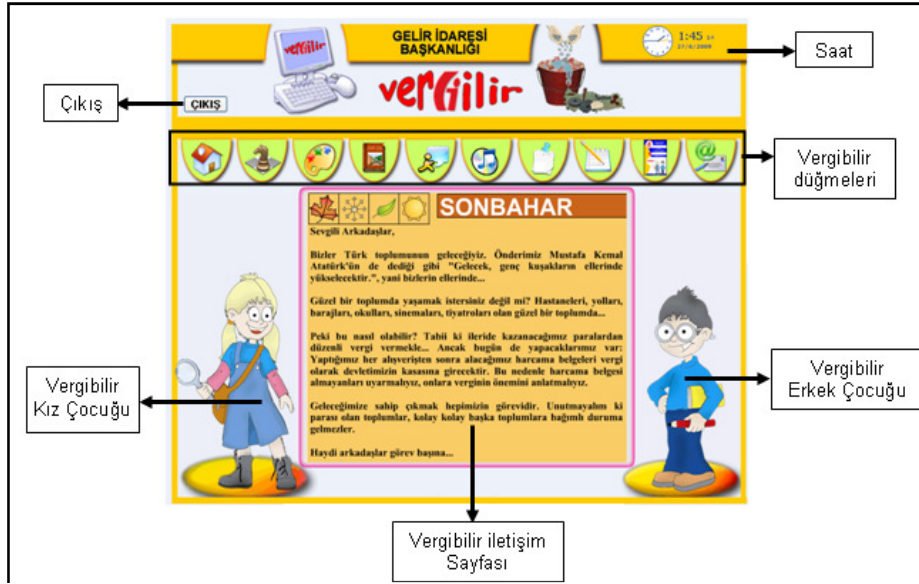 GELİR İDARESİ
BAŞKANLIĞI
vergilir
1:45
27/8/2009
Saat
Çıkış
ÇIKIŞ
vergilir
Vergibilir
düğmeleri
SONBAHAR
Sevgili Arkadaşlar,
Bizler Türk toplumunun geleceğiyiz. Önderimiz Mustafa Kemal
Atatürk'ün de dediği gibi "Gelecek, genç kuşakların ellerinde
yükselecektir.", yani bizlerin ellerinde...
Güzel bir toplumda yaşamak istersiniz değil mi? Hastaneleri, yolları,
barajları, okulları, sinemaları, tiyatroları olan güzel bir toplumda...
Peki bu nasıl olabilir? Tabii ki ileride kazanacağımız paralardan
düzenli vergi vermekle... Ancak bugün de yapacaklarımız var:
Yaptığımız her alışverişten sonra alacağımız harcama belgeleri vergi
olarak devletimizin kasasına girecektir. Bu nedenle harcama belgesi
almayanları uyarmalıyız, onlara verginin önemini anlatmalıyız.
Geleceğimize sahip çıkmak hepimizin görevidir. Unutmayalım ki
parası olan toplumlar, kolay kolay başka toplumlara bağımlı duruma
gelmezler.
Haydi arkadaşlar görev başına...
Vergibilir
Kız Çocuğu
Vergibilir
Erkek Çocuğu
Vergibilir iletişim
Sayfası